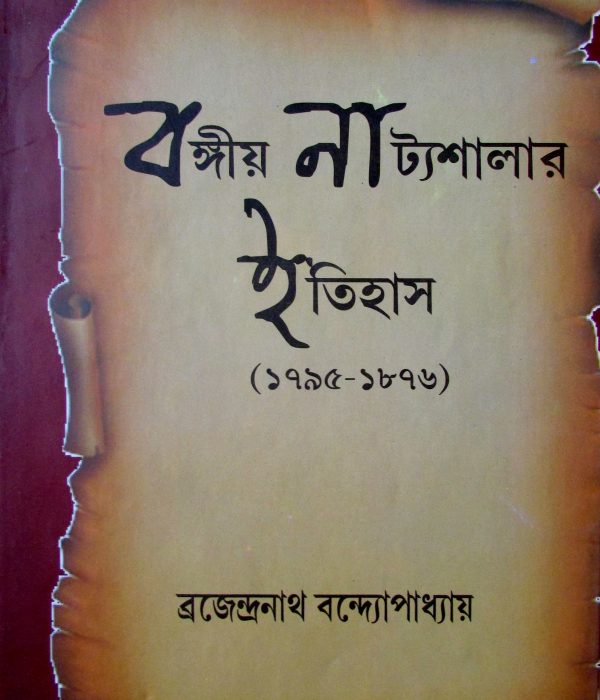 বঙ্গীয় নাট্যশালার
ইতিহাস
(১৭৯৫-১৮৭৬)
ব্রজেন্দ্রনাথ বন্দ্যোপাধ্যায়